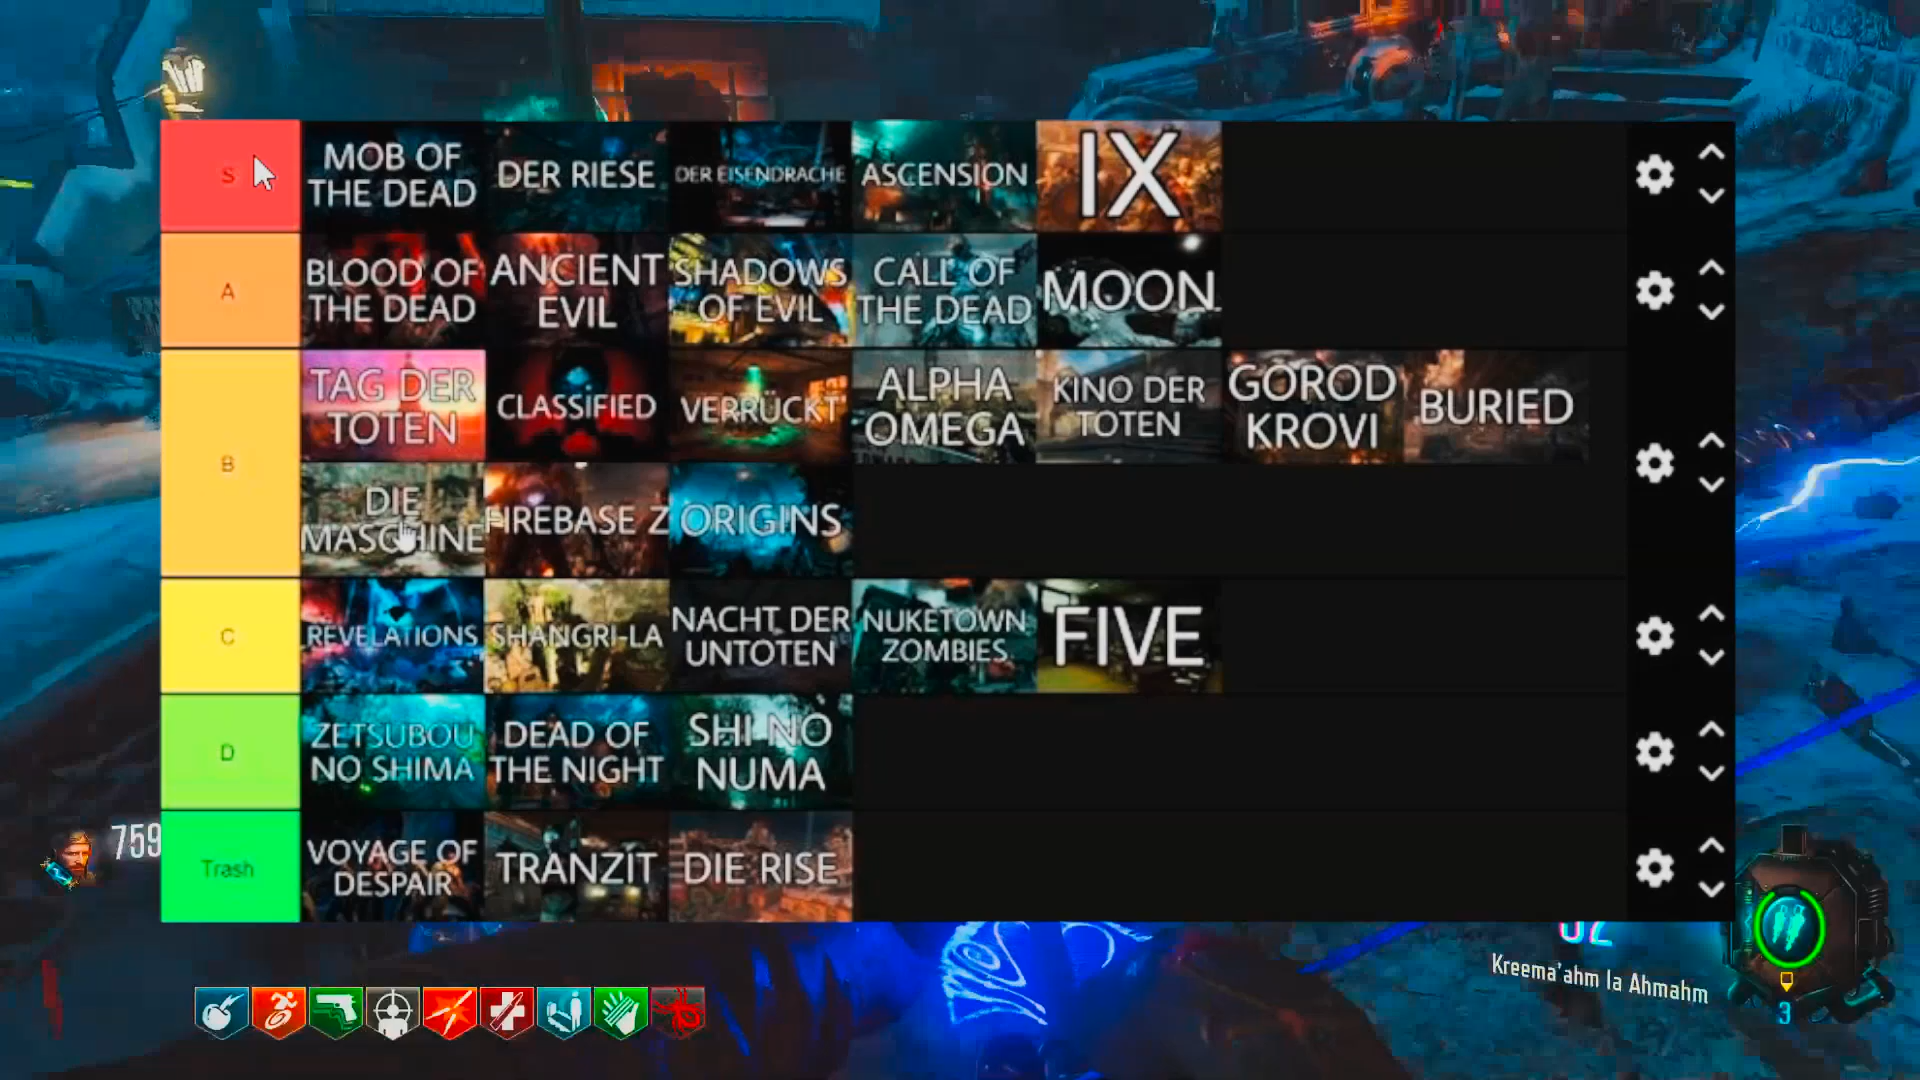 S
MOB OF
THE DEAD
DER RIESE
DER EISENDRACHE
ASCENSION
IX
A
BLOOD OF
THE DEAD
ANCIENT
EVIL
SHADOWS
OF EVIL
CALL OF
THE DEAD
MOON
B
TAG DER
TOTEN
CLASSIFIED
VERRÜCKT
ALPHA
OMEGA
KINO DER
TOTEN
GOROD
KROVI
BURIED
DIE
MASCHINE
FIREBASE Z
ORIGINS
C
REVELATIONS
SHANGRI-LA
NACHT DER
UNTOTEN
NUKETOWN
ZOMBIES
FIVE
D
ZETSUBOU
NO SHIMA
DEAD OF
THE NIGHT
SHI NO
NUMA
Trash
VOYAGE OF
DESPAIR
TRANZIT
DIE RISE
759
Kreema'ahm la Ahmahm
3